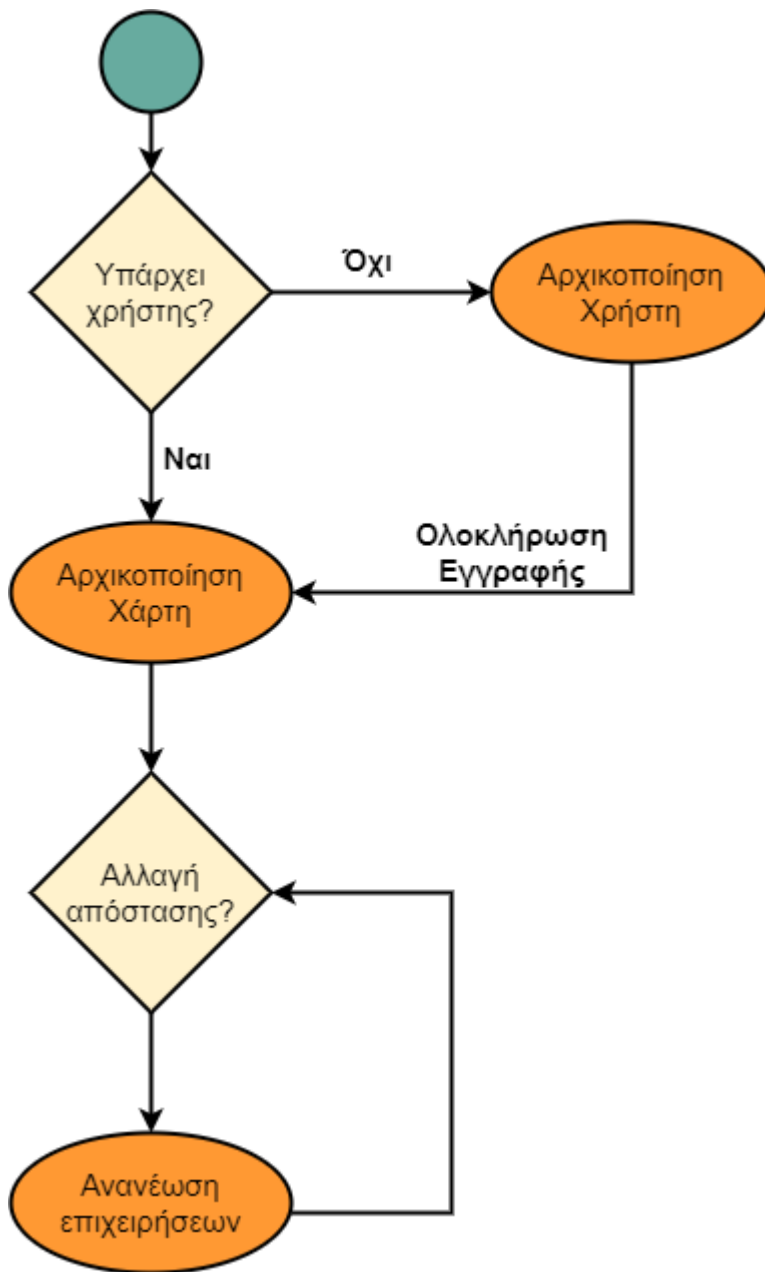 Υπάρχει
χρήστης?
Όχι
Αρχικοποίηση
Χρήστη
Ναι
Ολοκλήρωση
Εγγραφής
Αρχικοποίηση
Χάρτη
Αλλαγή
απόστασης?
Ανανέωση
επιχειρήσεων